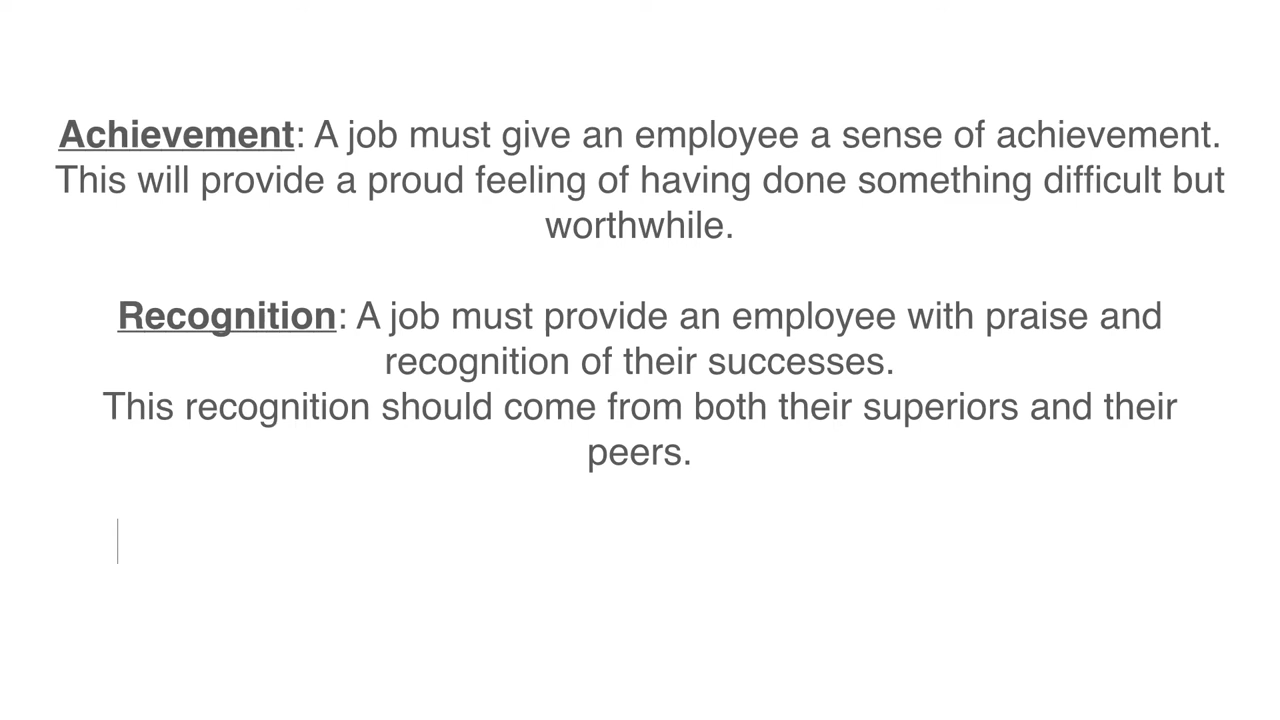 Achievement: A job must give an employee a sense of achievement.
This will provide a proud feeling of having done something difficult but
worthwhile.
Recognition: A job must provide an employee with praise and
recognition of their successes.
This recognition should come from both their superiors and their
peers.